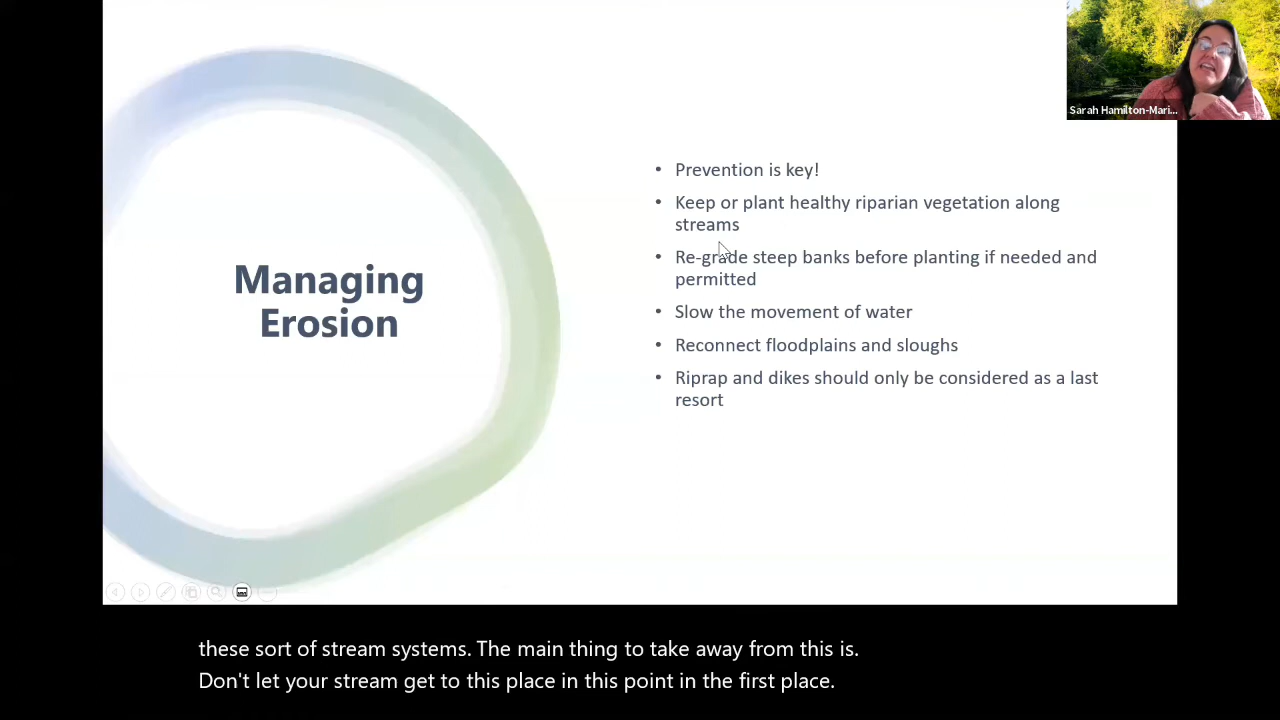 Sarah Hamilton-Mari...
Managing
Erosion
• Prevention is key!
• Keep or plant healthy riparian vegetation along
streams
• Re-grade steep banks before planting if needed and
permitted
• Slow the movement of water
• Reconnect floodplains and sloughs
• Riprap and dikes should only be considered as a last
resort
these sort of stream systems. The main thing to take away from this is.
Don't let your stream get to this place in this point in the first place.